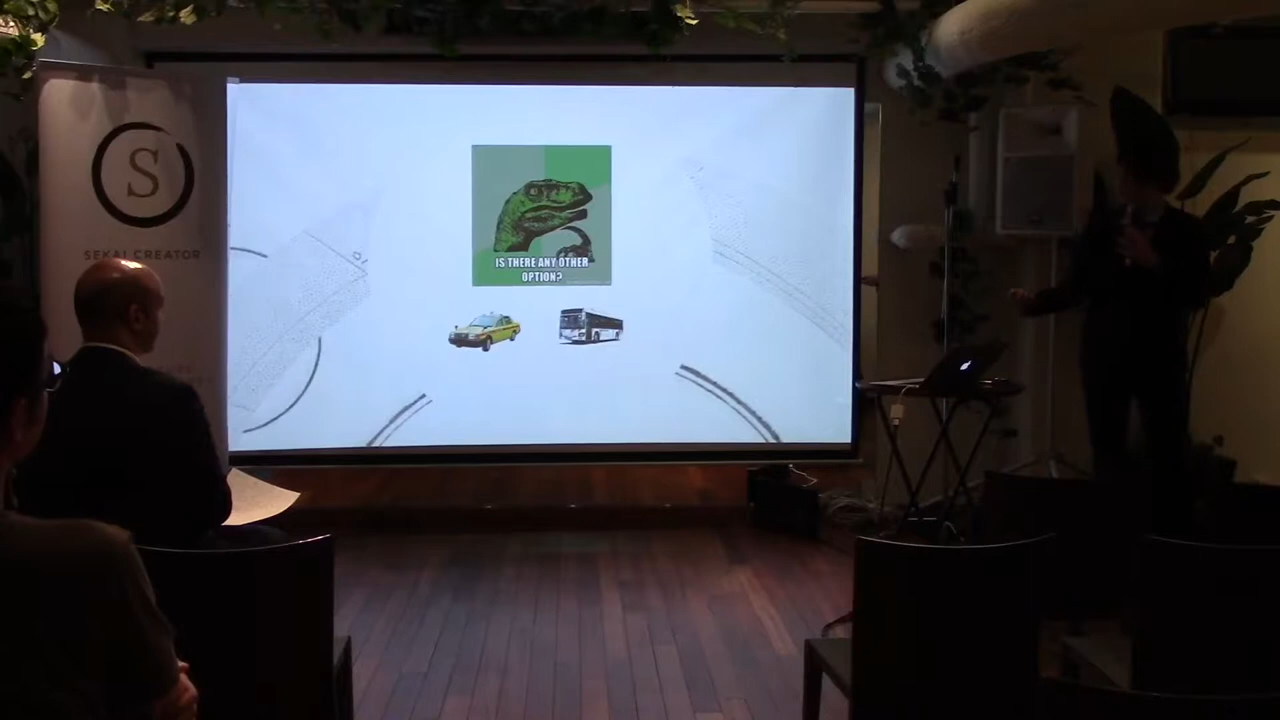 S
SEKAI CREATOR
IS THERE ANY OTHER
OPTION?